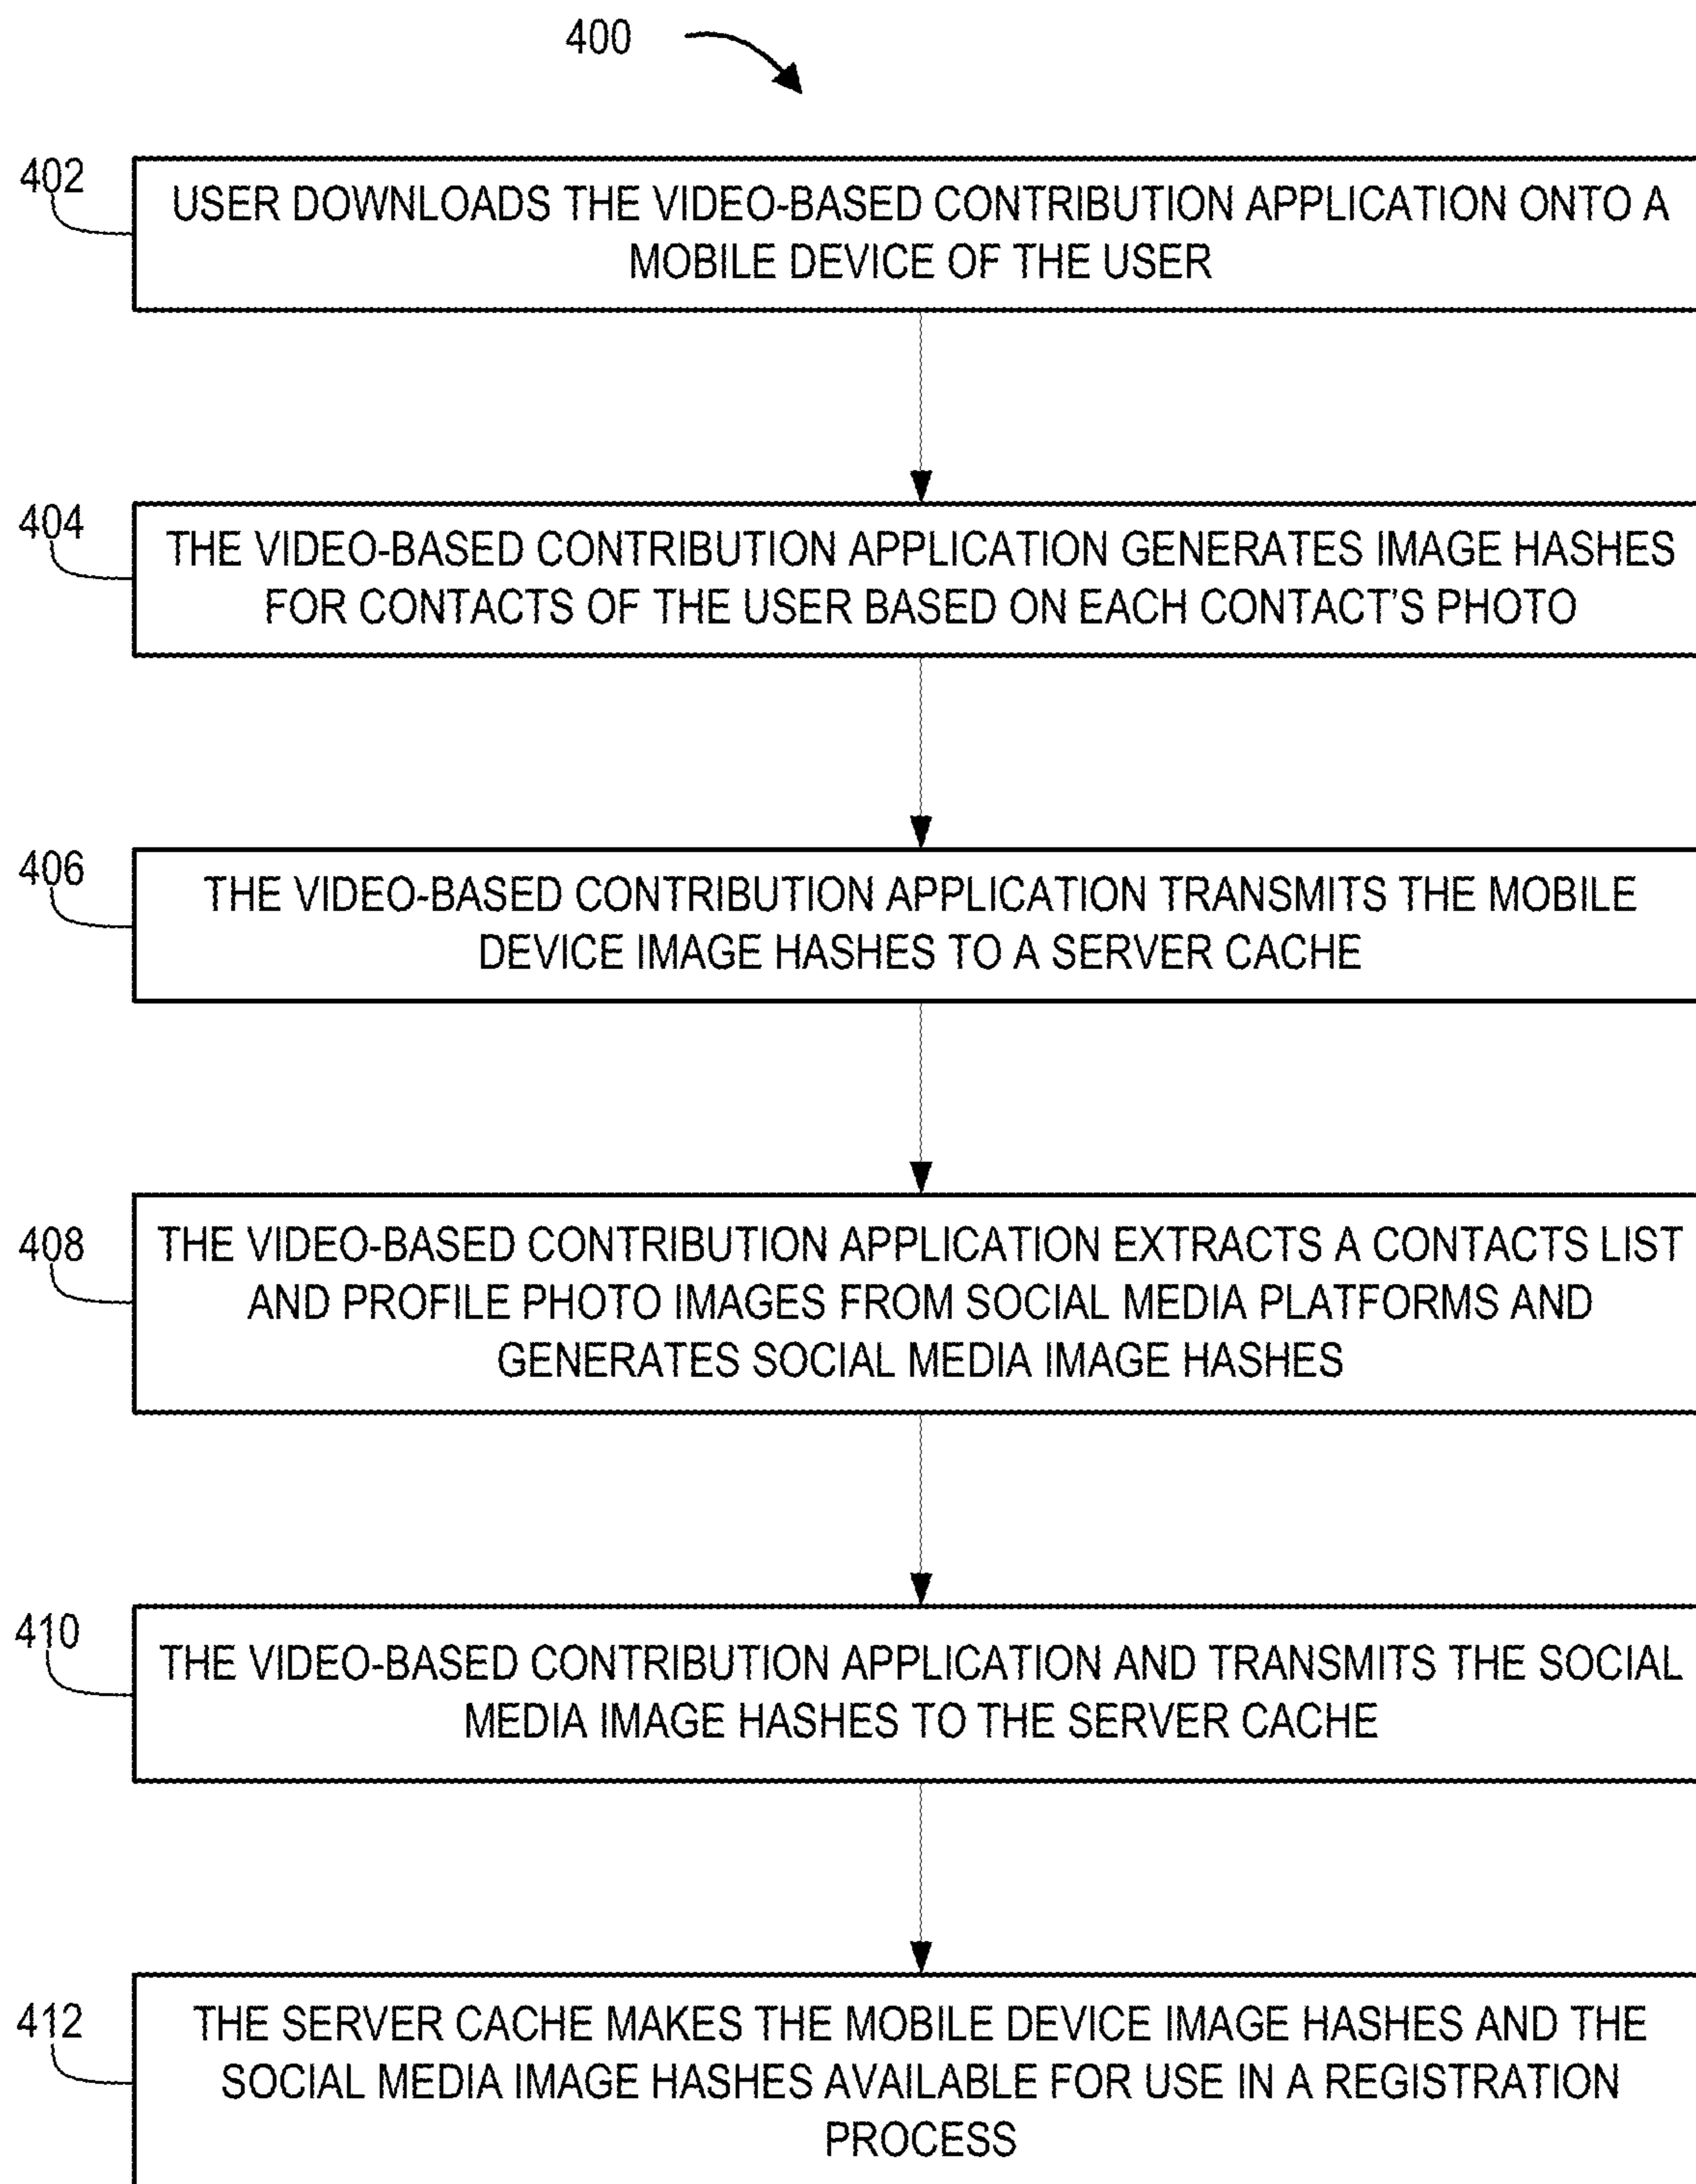 400
402
USER DOWNLOADS THE VIDEO-BASED CONTRIBUTION APPLICATION ONTO A
MOBILE DEVICE OF THE USER
404
THE VIDEO-BASED CONTRIBUTION APPLICATION GENERATES IMAGE HASHES
FOR CONTACTS OF THE USER BASED ON EACH CONTACT'S PHOTO
406
THE VIDEO-BASED CONTRIBUTION APPLICATION TRANSMITS THE MOBILE
DEVICE IMAGE HASHES TO A SERVER CACHE
408
THE VIDEO-BASED CONTRIBUTION APPLICATION EXTRACTS A CONTACTS LIST
AND PROFILE PHOTO IMAGES FROM SOCIAL MEDIA PLATFORMS AND
GENERATES SOCIAL MEDIA IMAGE HASHES
410
THE VIDEO-BASED CONTRIBUTION APPLICATION AND TRANSMITS THE SOCIAL
MEDIA IMAGE HASHES TO THE SERVER CACHE
412
THE SERVER CACHE MAKES THE MOBILE DEVICE IMAGE HASHES AND THE
SOCIAL MEDIA IMAGE HASHES AVAILABLE FOR USE IN A REGISTRATION
PROCESS